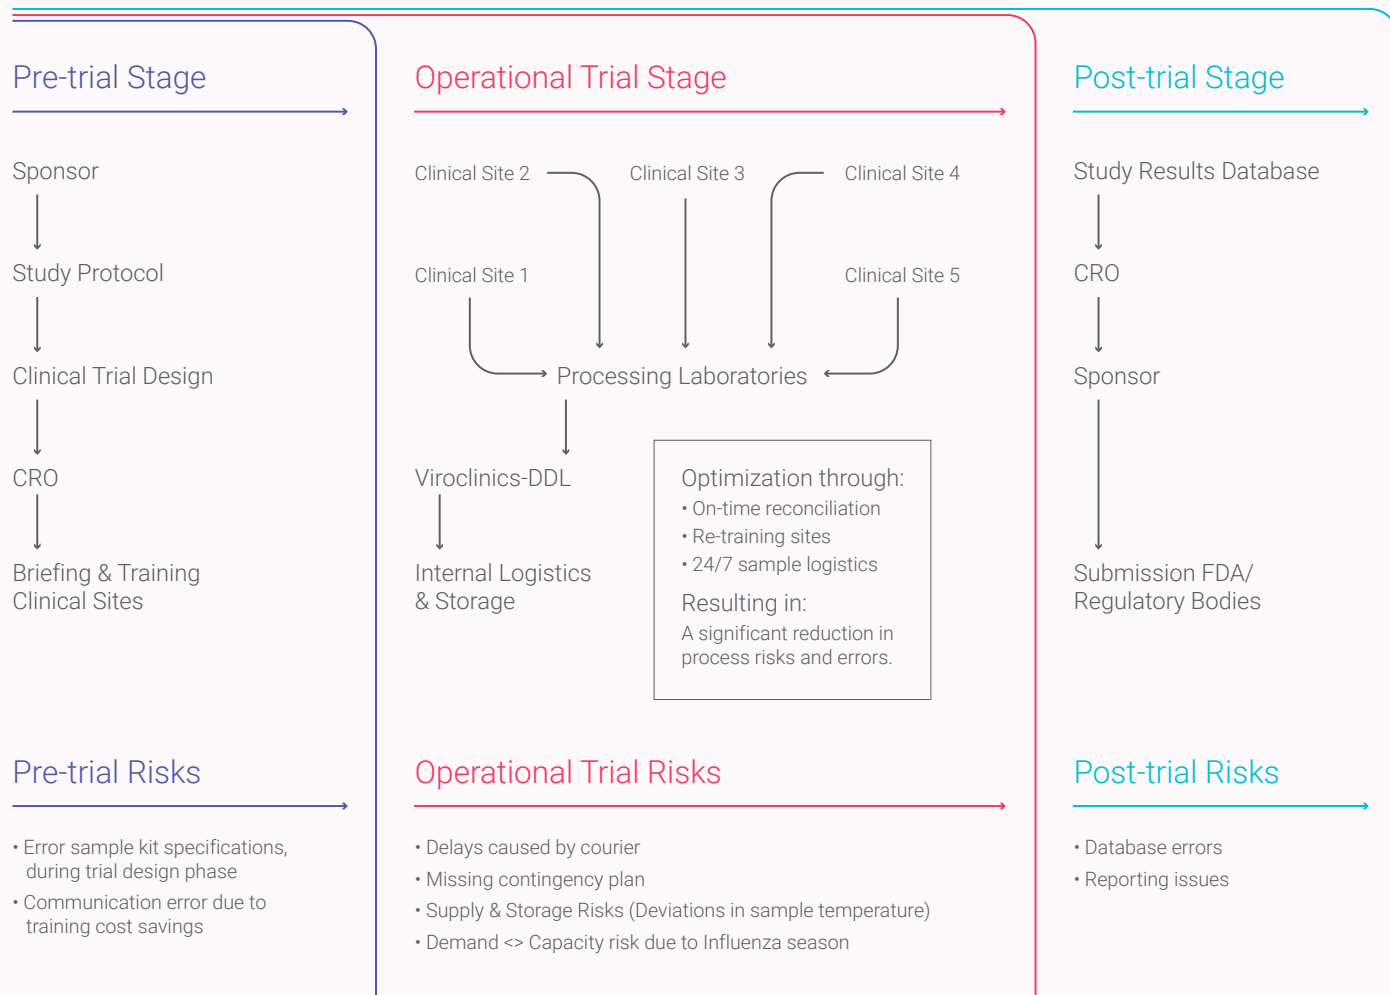 Pre-trial Stage
Sponsor
Study Protocol
Clinical Trial Design
CRO
Briefing & Training
Clinical Sites
Operational Trial Stage
Clinical Site 2
Clinical Site 3
Clinical Site 4
Clinical Site 1
Clinical Site 5
Processing Laboratories
Viroclinics-DDL
Internal Logistics
& Storage
Optimization through:
• On-time reconciliation
• Re-training sites
• 24/7 sample logistics
Resulting in:
A significant reduction in
process risks and errors.
Post-trial Stage
Study Results Database
CRO
Sponsor
Submission FDA/
Regulatory Bodies
Pre-trial Risks
• Error sample kit specifications,
during trial design phase
• Communication error due to
training cost savings
Operational Trial Risks
• Delays caused by courier
• Missing contingency plan
• Supply & Storage Risks (Deviations in sample temperature)
• Demand <> Capacity risk due to Influenza season
Post-trial Risks
• Database errors
• Reporting issues